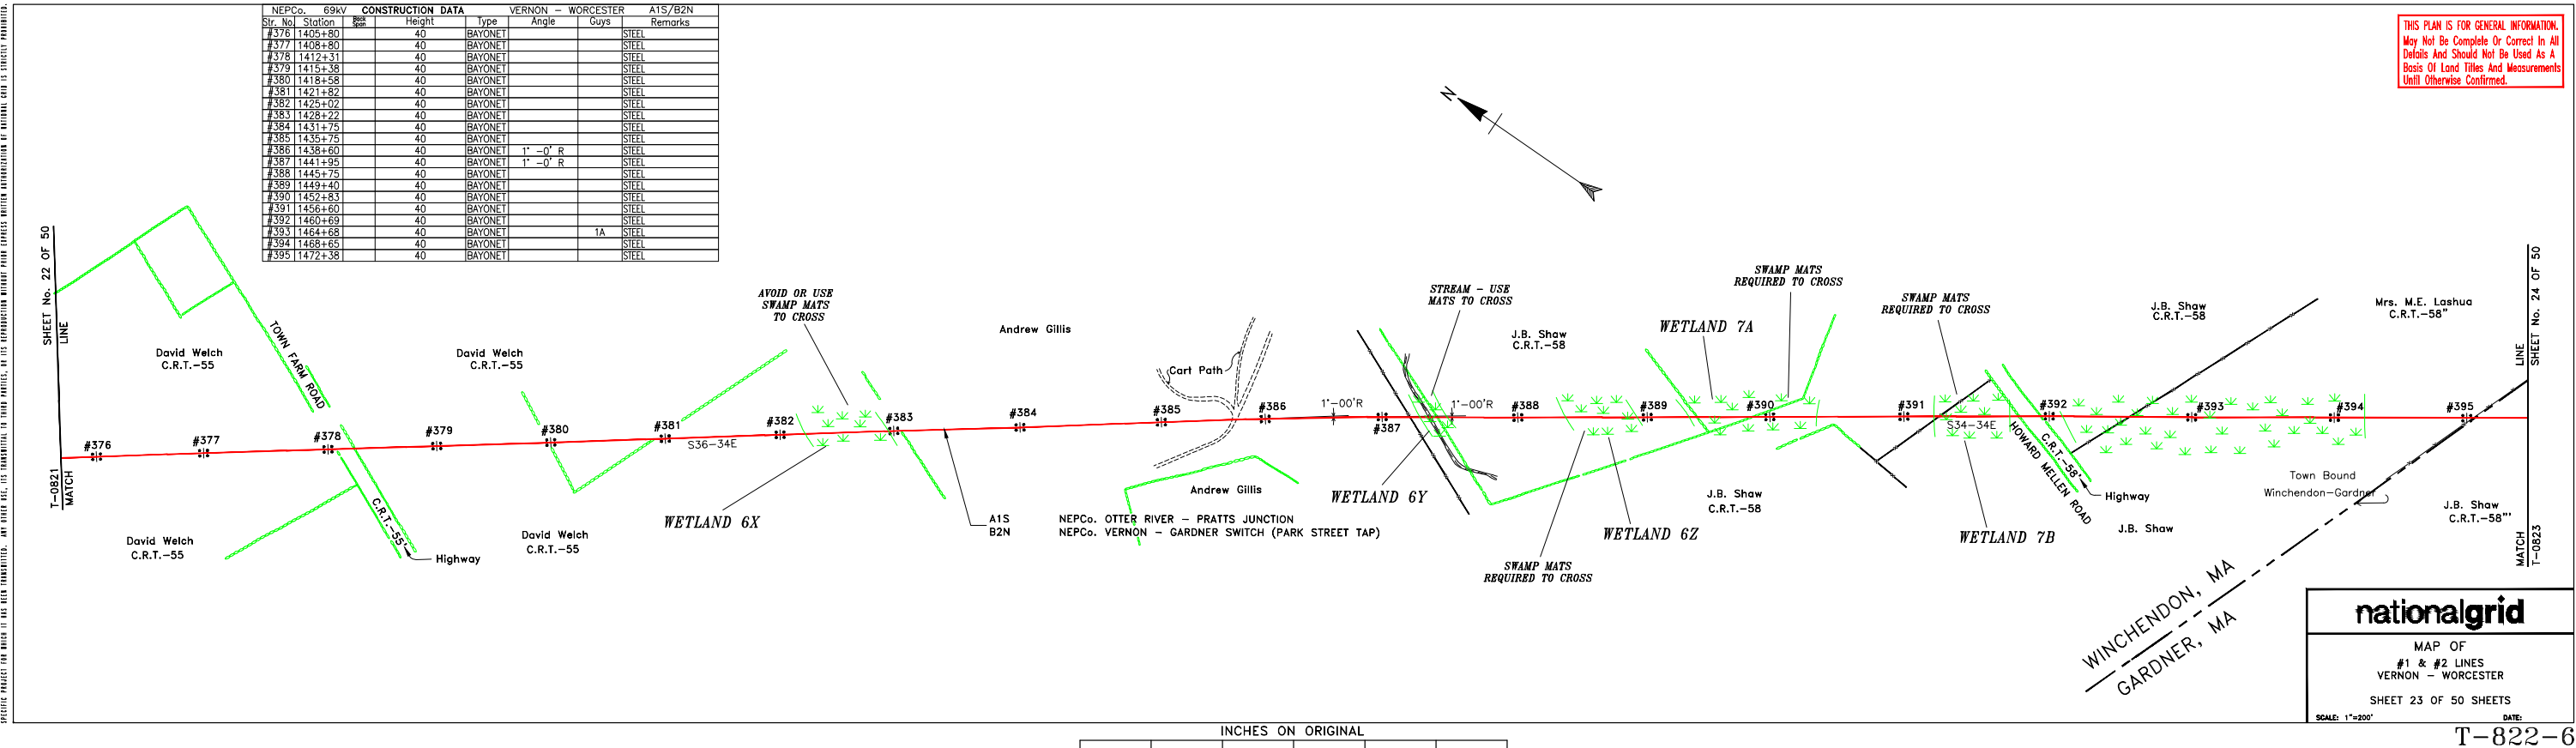 NEPCo. 69kV CONSTRUCTION DATA VERNON – WORCESTER A1S/B2N
Str. No. Station Back Span Height Type Angle Guys Remarks
#376 1405+80 40 BAYONET STEEL
#377 1408+80 40 BAYONET STEEL
#378 1412+31 40 BAYONET STEEL
#379 1415+38 40 BAYONET STEEL
#380 1418+58 40 BAYONET STEEL
#381 1421+82 40 BAYONET STEEL
#382 1425+02 40 BAYONET STEEL
#383 1428+22 40 BAYONET STEEL
#384 1431+75 40 BAYONET STEEL
#385 1435+75 40 BAYONET STEEL
#386 1438+60 40 BAYONET 1° -0' R STEEL
#387 1441+95 40 BAYONET 1° -0' R STEEL
#388 1445+75 40 BAYONET STEEL
#389 1449+40 40 BAYONET STEEL
#390 1452+83 40 BAYONET STEEL
#391 1456+60 40 BAYONET STEEL
#392 1460+69 40 BAYONET STEEL
#393 1464+68 40 BAYONET 1A STEEL
#394 1468+65 40 BAYONET STEEL
#395 1472+38 40 BAYONET STEEL
THIS PLAN IS FOR GENERAL INFORMATION.
May Not Be Complete Or Correct In All
Details And Should Not Be Used As A
Basis Of Land Titles And Measurements
Until Otherwise Confirmed.
N
SHEET No. 22 OF 50
LINE
T-0821
MATCH
David Welch
C.R.T.-55
TOWN FARM ROAD
David Welch
C.R.T.-55
AVOID OR USE
SWAMP MATS
TO CROSS
Andrew Gillis
Cart Path
STREAM - USE
MATS TO CROSS
J.B. Shaw
C.R.T.-58
WETLAND 7A
SWAMP MATS
REQUIRED TO CROSS
SWAMP MATS
REQUIRED TO CROSS
J.B. Shaw
C.R.T.-58
Mrs. M.E. Lashua
C.R.T.-58"
SHEET No. 24 OF 50
LINE
MATCH
T-0823
#376
#377
#378
#379
#380
#381
#382
#383
#384
#385
#386
1°-00'R
#387
1°-00'R
#388
#389
#390
#391
#392
#393
#394
#395
S36-34E
S34-34E
David Welch
C.R.T.-55
C.R.T.-55'
Highway
David Welch
C.R.T.-55
WETLAND 6X
A1S NEPCo. OTTER RIVER – PRATTS JUNCTION
B2N NEPCo. VERNON – GARDNER SWITCH (PARK STREET TAP)
Andrew Gillis
WETLAND 6Y
SWAMP MATS
REQUIRED TO CROSS
WETLAND 6Z
J.B. Shaw
C.R.T.-58
WETLAND 7B
HOWARD MELLEN ROAD
C.R.T.-58'
Highway
J.B. Shaw
Town Bound
Winchendon-Gardner
J.B. Shaw
C.R.T.-58"'
WINCHENDON, MA
GARDNER, MA
nationalgrid
MAP OF
#1 & #2 LINES
VERNON – WORCESTER
SHEET 23 OF 50 SHEETS
SCALE: 1"=200' DATE:
T-822-6
INCHES ON ORIGINAL